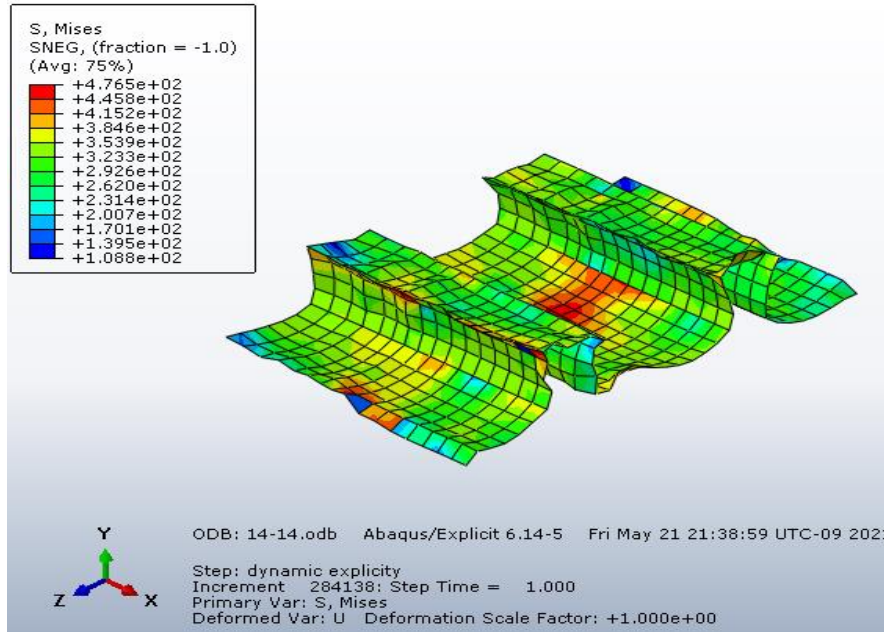 S, Mises
SNEG, (fraction = -1.0)
(Avg: 75%)
+4.765e+02
+4.458e+02
+4.152e+02
+3.846e+02
+3.539e+02
+3.233e+02
+2.926e+02
+2.620e+02
+2.314e+02
+2.007e+02
+1.701e+02
+1.395e+02
+1.088e+02
Y
Z
X
ODB: 14-14.odb Abaqus/Explicit 6.14-5 Fri May 21 21:38:59 UTC-09
Step: dynamic explicity
Increment 284138: Step Time = 1.000
Primary Var: S, Mises
Deformed Var: U Deformation Scale Factor: +1.000e+00